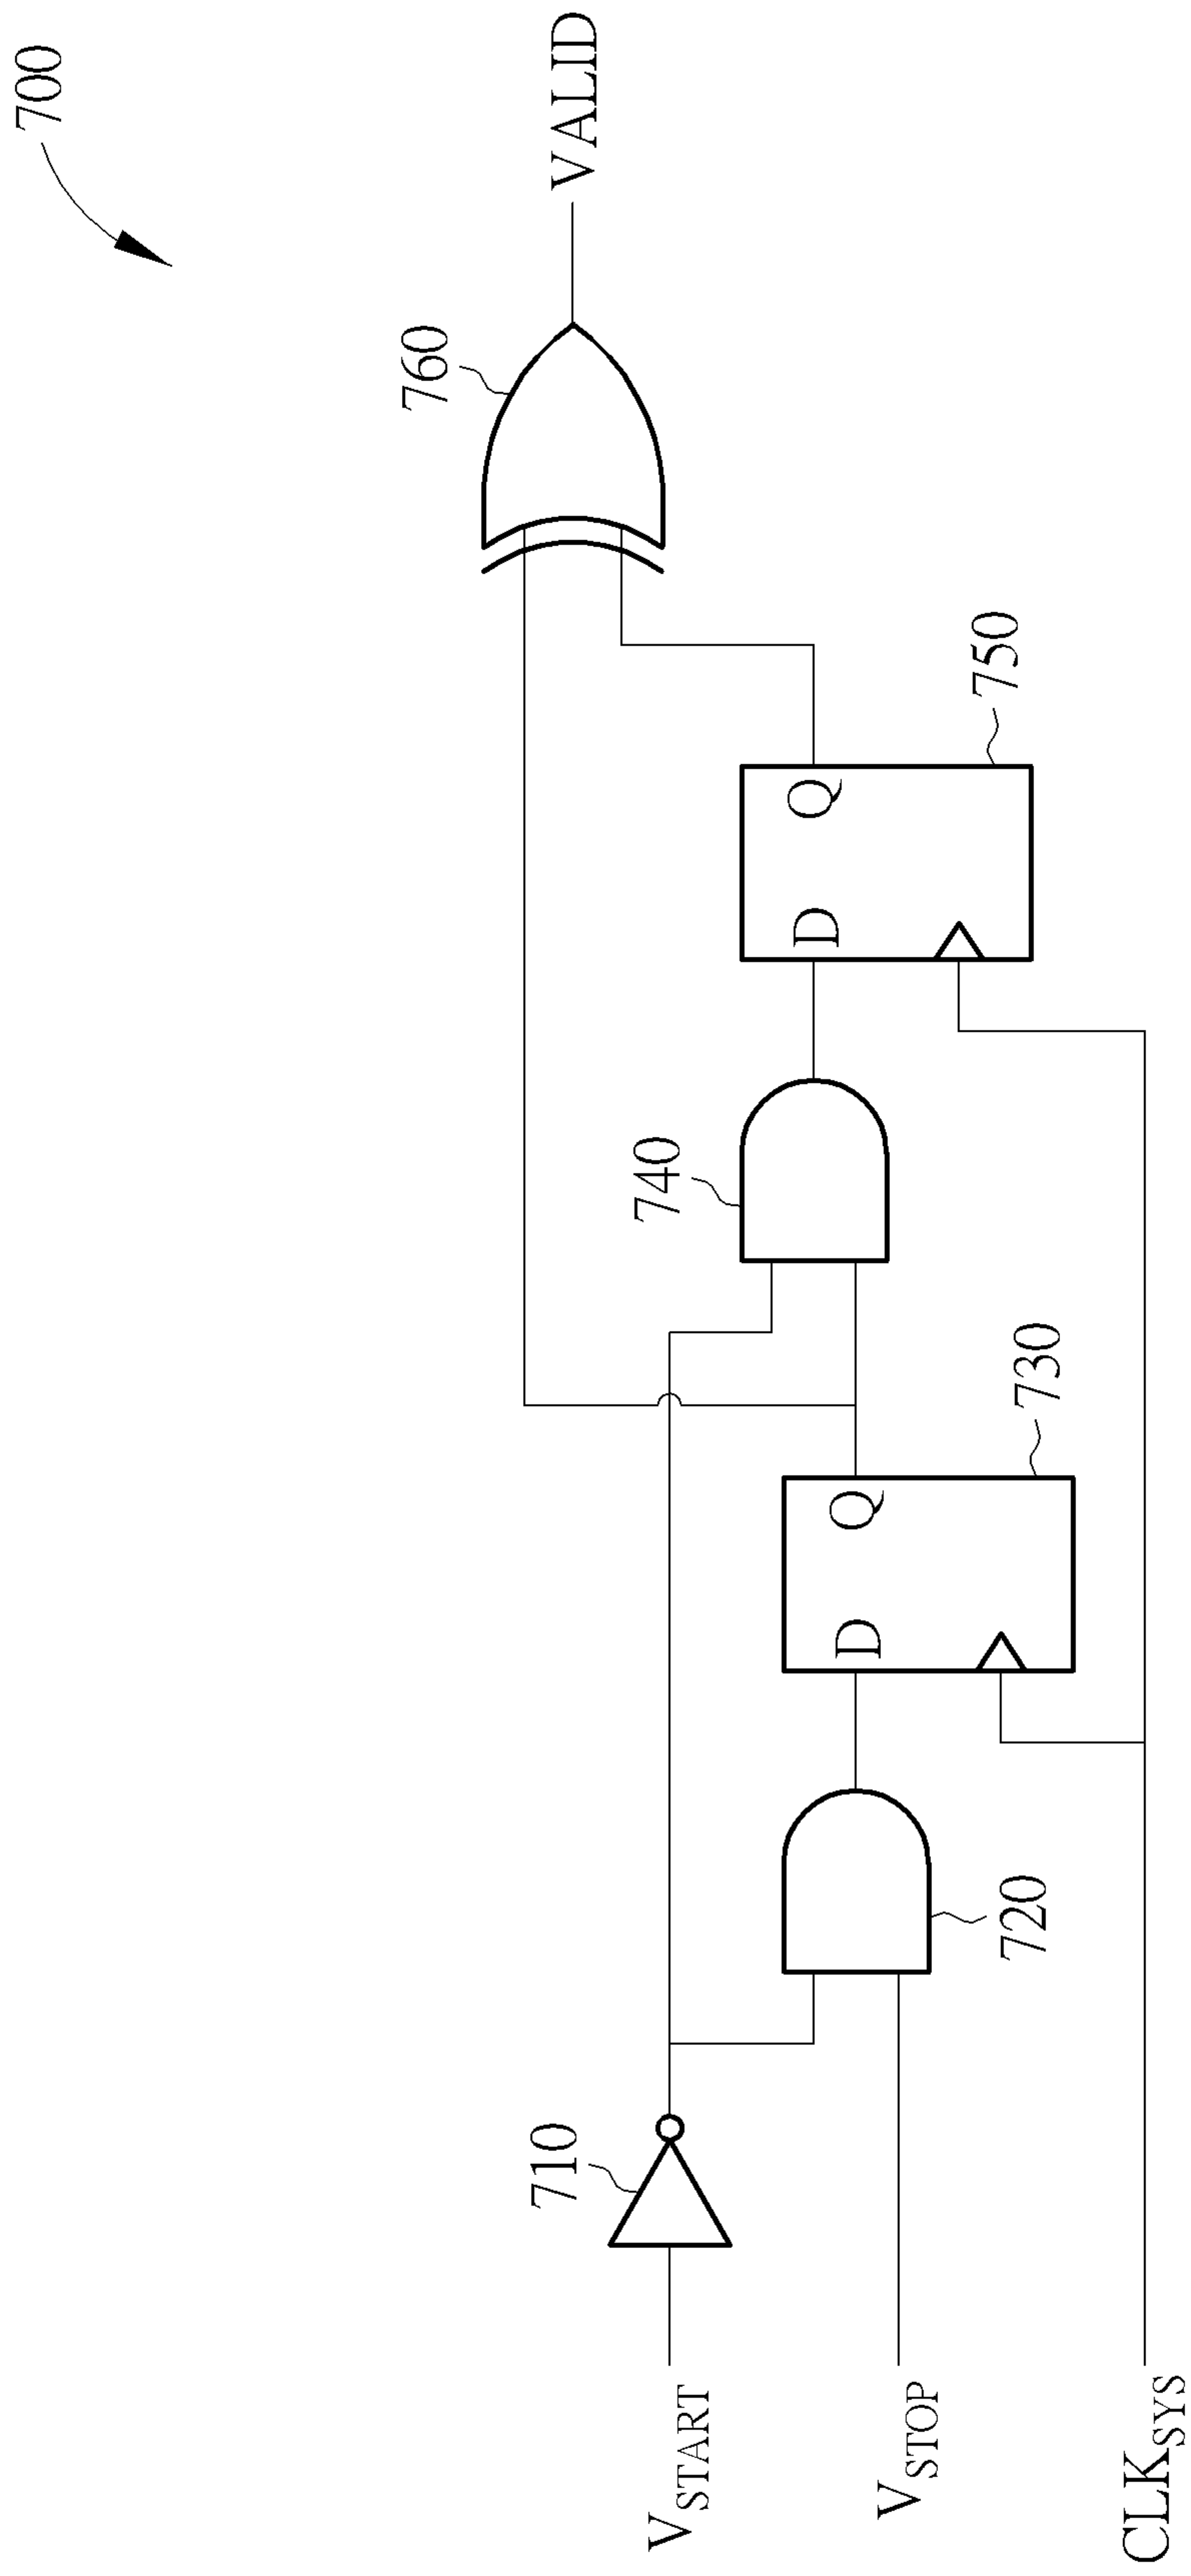 700
VALID
760
750
Q
D
740
730
Q
D
720
710
VSTART
VSTOP
CLKSYS